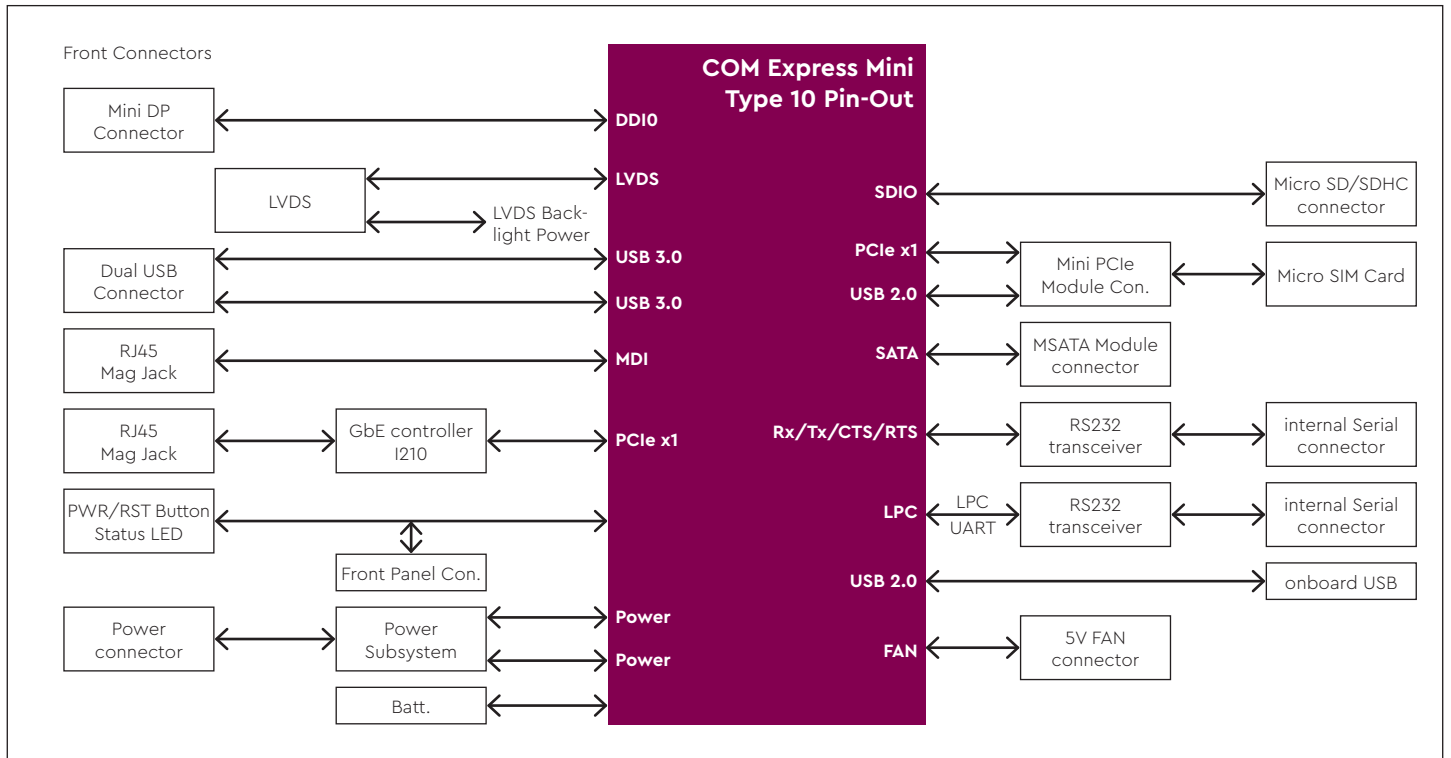 Front Connectors
COM Express Mini
Type 10 Pin-Out
Mini DP
Connector
DDI0
LVDS
LVDS
LVDS Back-
light Power
Dual USB
Connector
USB 3.0
USB 3.0
RJ45
Mag Jack
MDI
RJ45
Mag Jack
GbE controller
I210
PCIe x1
PWR/RST Button
Status LED
Front Panel Con.
Power
connector
Power
Subsystem
Power
Power
Batt.
SDIO
Micro SD/SDHC
connector
PCIe x1
USB 2.0
Mini PCIe
Module Con.
Micro SIM Card
SATA
MSATA Module
connector
Rx/Tx/CTS/RTS
RS232
transceiver
internal Serial
connector
LPC
LPC
UART
RS232
transceiver
internal Serial
connector
USB 2.0
onboard USB
FAN
5V FAN
connector